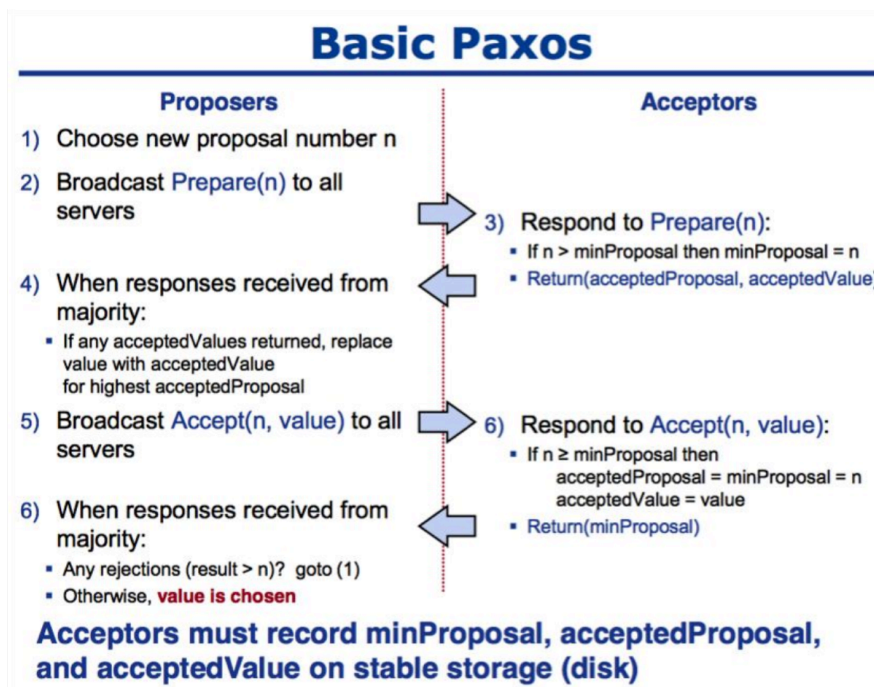 Basic Paxos
Proposers
1) Choose new proposal number n
2) Broadcast Prepare(n) to all
servers
4) When responses received from
majority:
▪ If any acceptedValues returned, replace
value with acceptedValue
for highest acceptedProposal
5) Broadcast Accept(n, value) to all
servers
6) When responses received from
majority:
▪ Any rejections (result > n)? goto (1)
▪ Otherwise, value is chosen
Acceptors
3) Respond to Prepare(n):
▪ If n > minProposal then minProposal = n
▪ Return(acceptedProposal, acceptedValue)
6) Respond to Accept(n, value):
▪ If n ≥ minProposal then
acceptedProposal = minProposal = n
acceptedValue = value
▪ Return(minProposal)
Acceptors must record minProposal, acceptedProposal,
and acceptedValue on stable storage (disk)